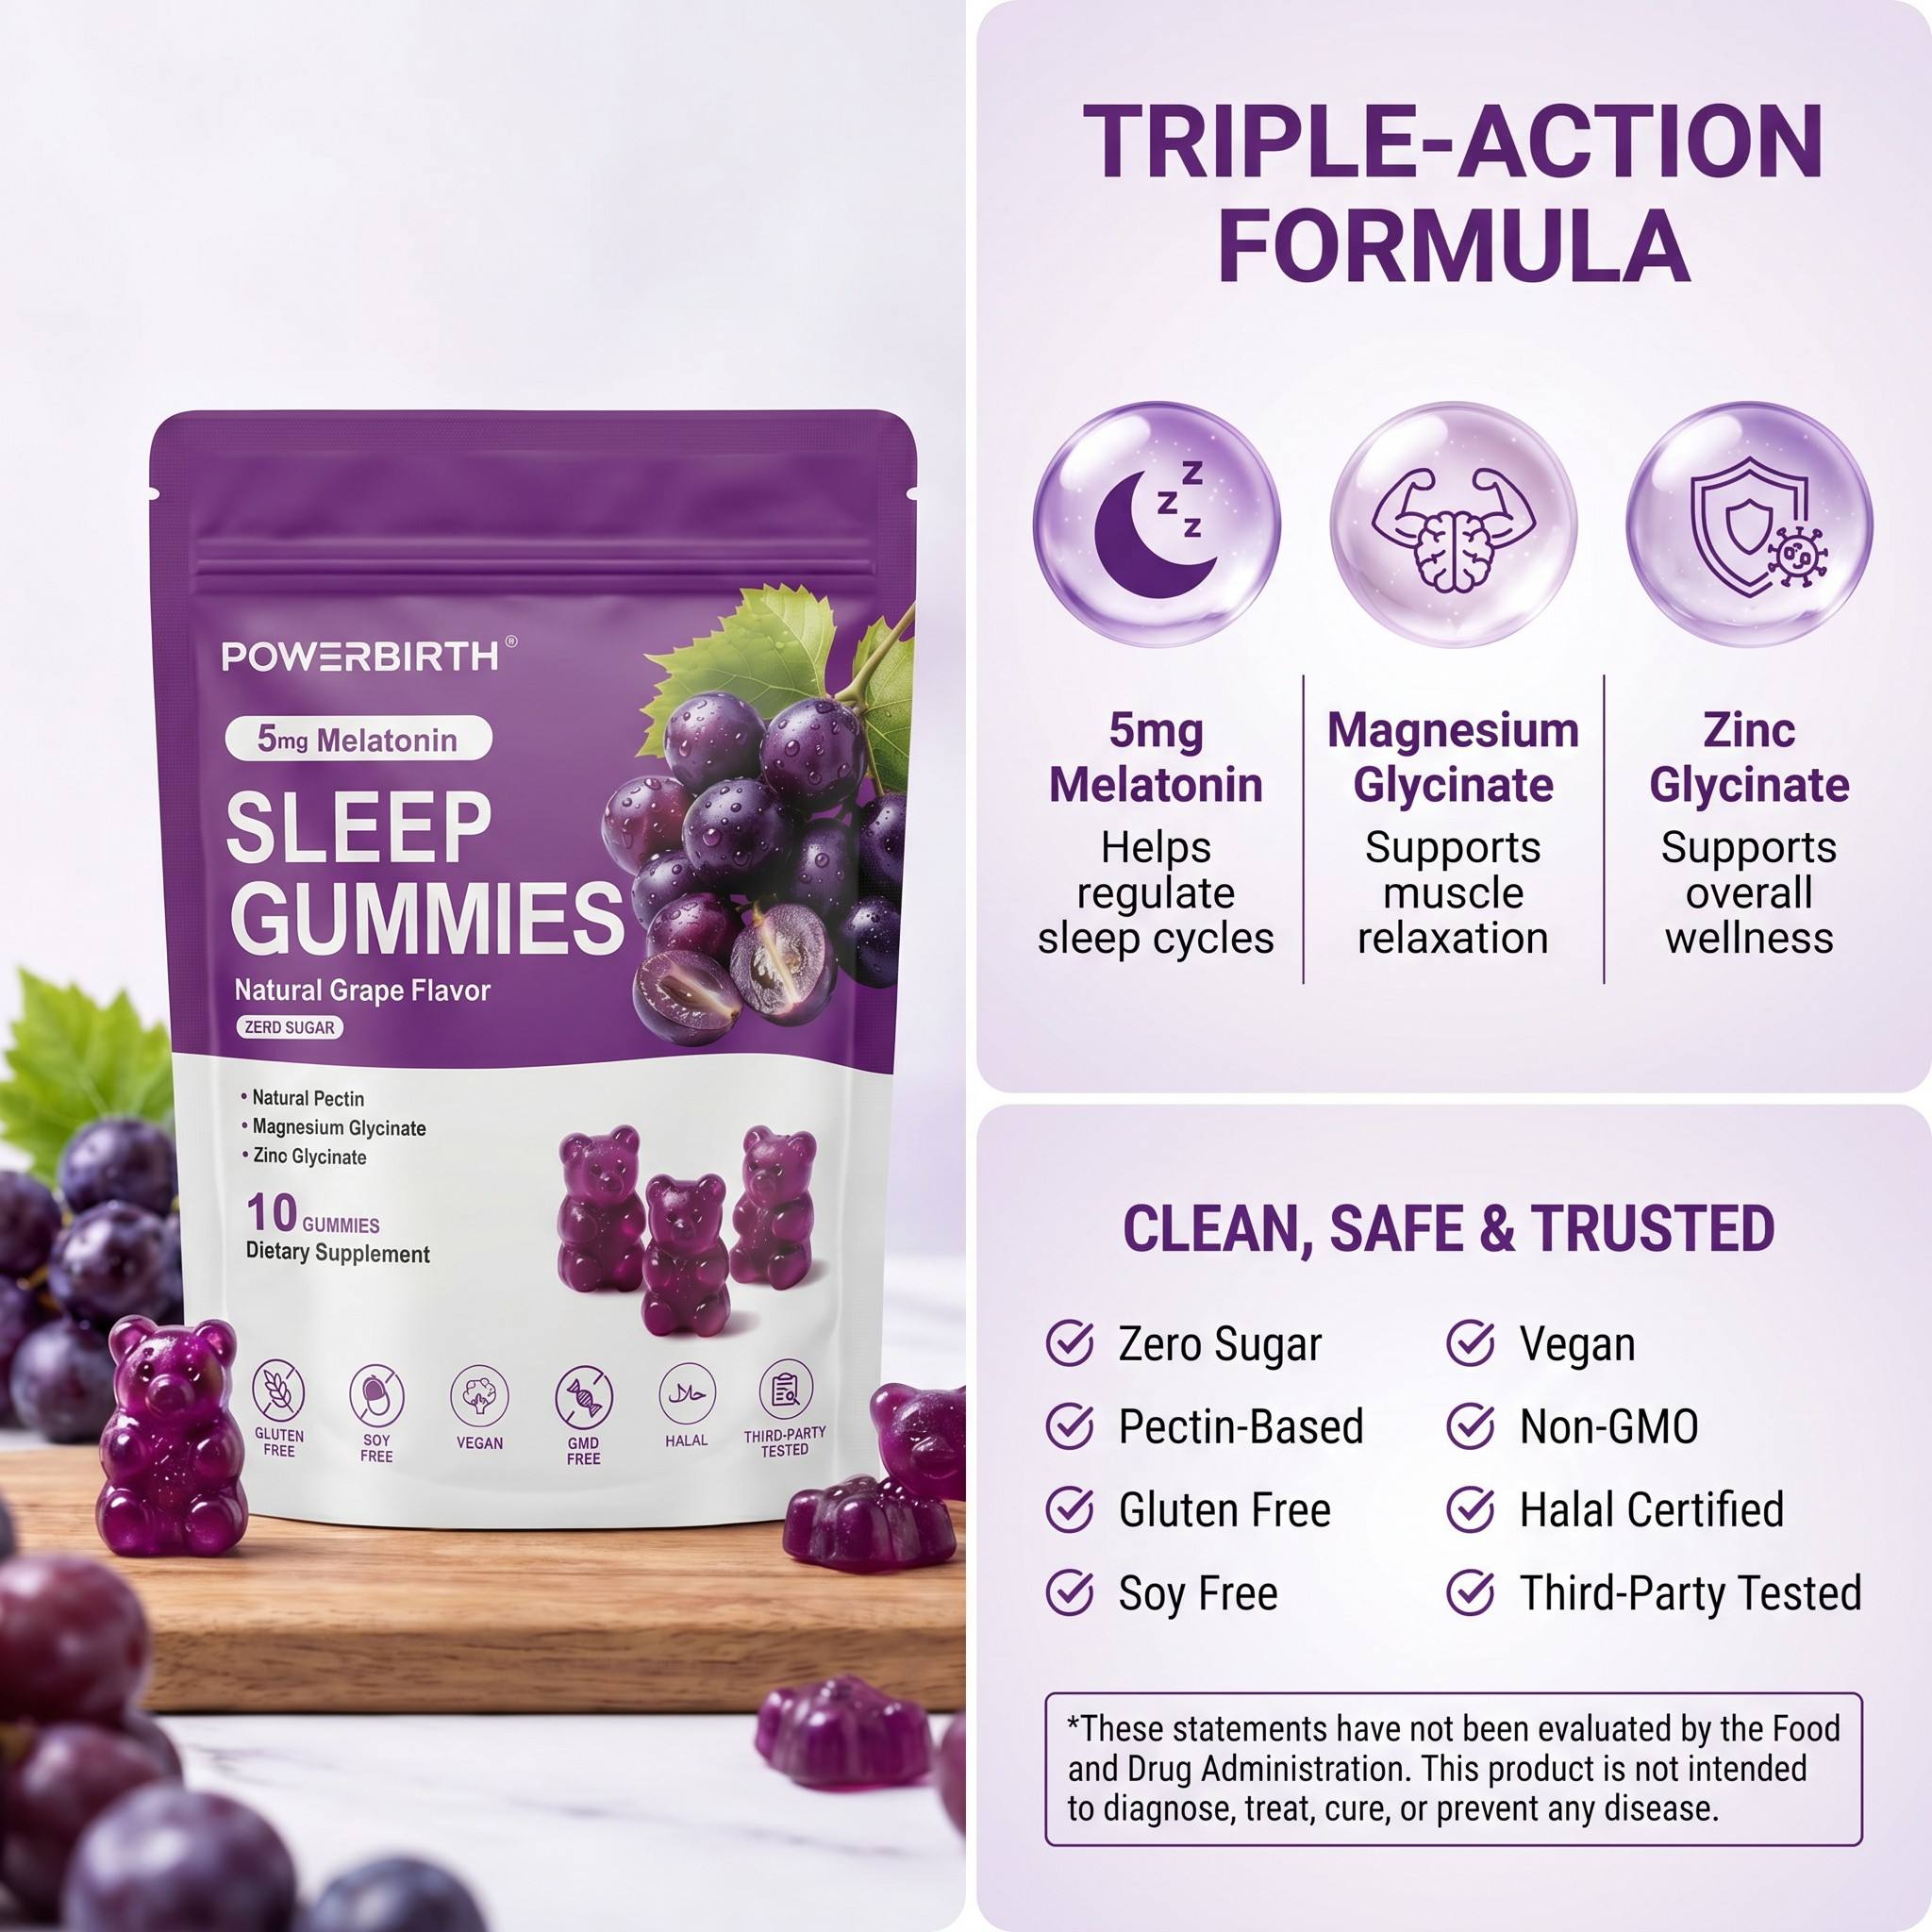 POWERBIRTH®
5mg Melatonin
SLEEP
GUMMIES
Natural Grape Flavor
ZERD SUGAR
• Natural Pectin
• Magnesium Glycinate
• Zino Glycinate
10 GUMMIES
Dietary Supplement
GLUTEN
FREE
SOY
FREE
VEGAN
GMD
FREE
حلال
HALAL
THIRD-PARTY
TESTED
TRIPLE-ACTION
FORMULA
z
z
z
5mg
Melatonin
Helps
regulate
sleep cycles
Magnesium
Glycinate
Supports
muscle
relaxation
Zinc
Glycinate
Supports
overall
wellness
CLEAN, SAFE & TRUSTED
Zero Sugar
Vegan
Pectin-Based
Non-GMO
Gluten Free
Halal Certified
Soy Free
Third-Party Tested
*These statements have not been evaluated by the Food
and Drug Administration. This product is not intended
to diagnose, treat, cure, or prevent any disease.